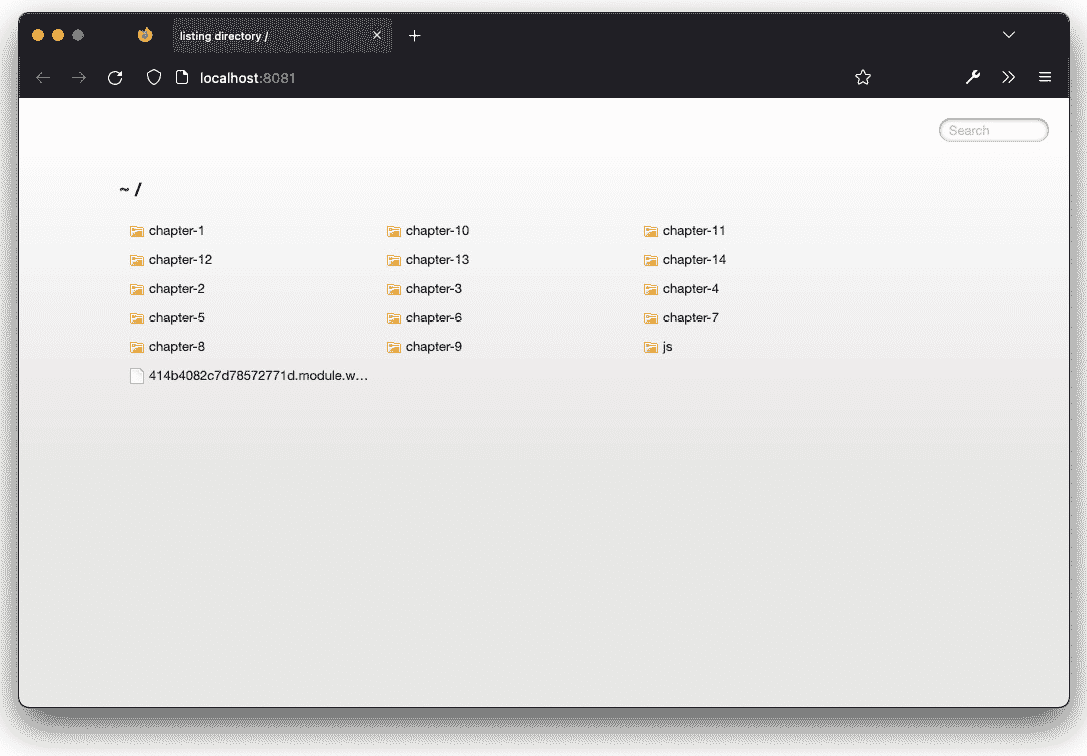 listing directory /
localhost:8081
Search
~ /
chapter-1 chapter-10 chapter-11
chapter-12 chapter-13 chapter-14
chapter-2 chapter-3 chapter-4
chapter-5 chapter-6 chapter-7
chapter-8 chapter-9 js
414b4082c7d78572771d.module.w…